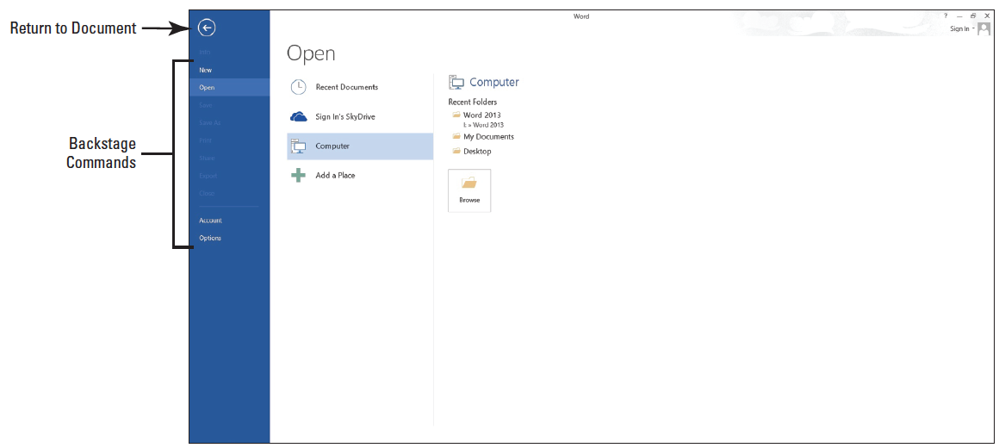 Return to Document
Backstage
Commands
Word
?
Sign In
Info
New
Open
Save
Save As
Print
Share
Export
Close
Account
Options
Open
Recent Documents
Sign In's SkyDrive
Computer
Add a Place
Computer
Recent Folders
Word 2013
I: » Word 2013
My Documents
Desktop
Browse